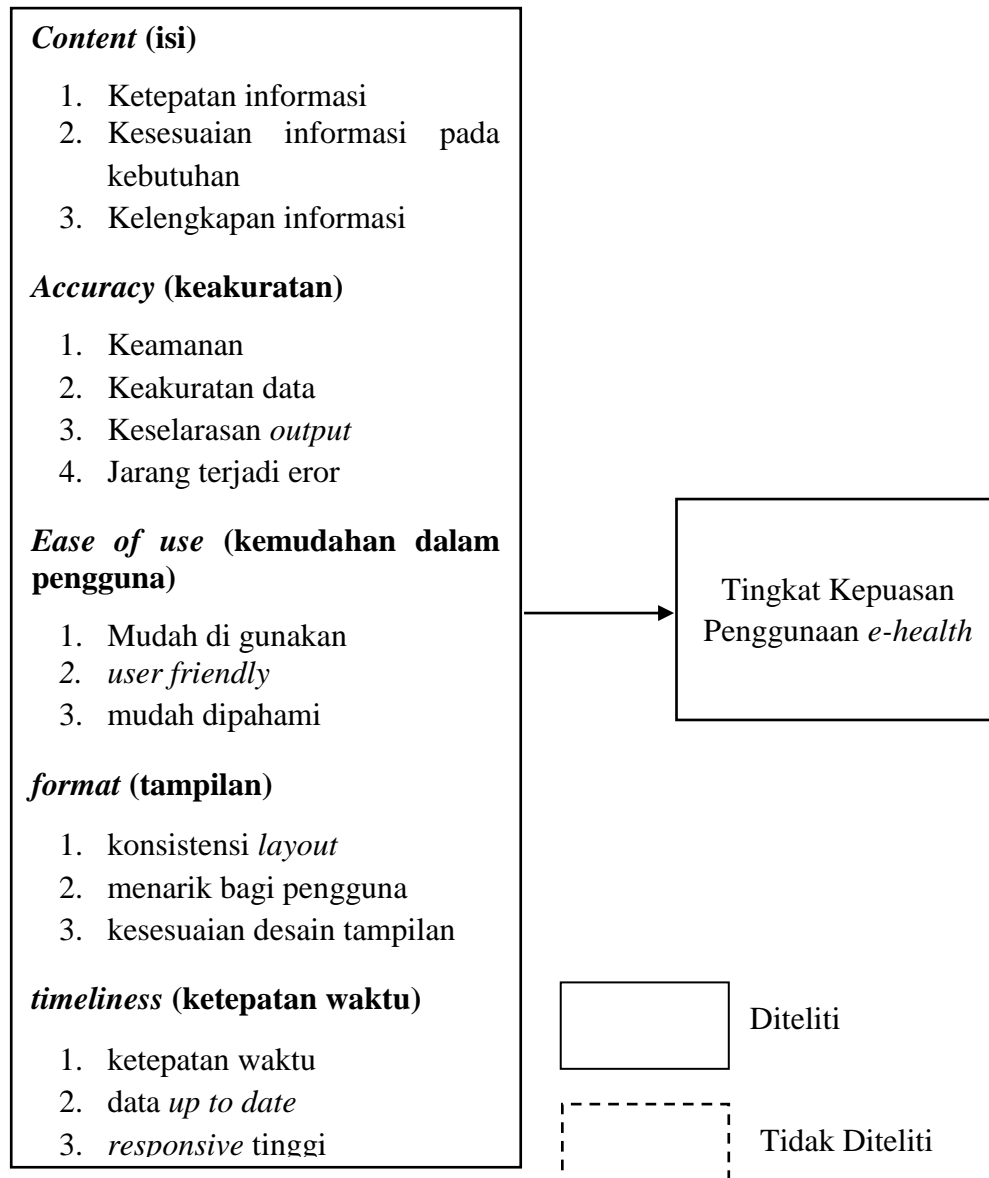 Content (isi)
1. Ketepatan informasi
2. Kesesuaian informasi pada
kebutuhan
3. Kelengkapan informasi
Accuracy (keakuratan)
1. Keamanan
2. Keakuratan data
3. Keselarasan output
4. Jarang terjadi eror
Ease of use (kemudahan dalam
pengguna)
1. Mudah di gunakan
2. user friendly
3. mudah dipahami
format (tampilan)
1. konsistensi layout
2. menarik bagi pengguna
3. kesesuaian desain tampilan
timeliness (ketepatan waktu)
1. ketepatan waktu
2. data up to date
3. responsive tinggi
Tingkat Kepuasan
Penggunaan e-health
Diteliti
Tidak Diteliti